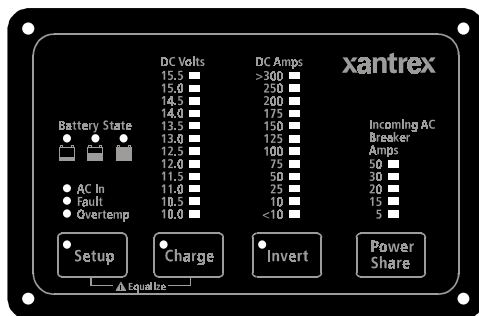 xantrex
DC Volts
15.5
15.0
14.5
14.0
13.5
13.0
12.5
12.0
11.5
11.0
10.5
10.0
DC Amps
>300
250
200
175
150
125
100
75
50
25
10
<10
Incoming AC
Breaker
Amps
50
30
20
15
5
Battery State
AC In
Fault
Overtemp
Setup
Charge
Invert
Power
Share
Equalize